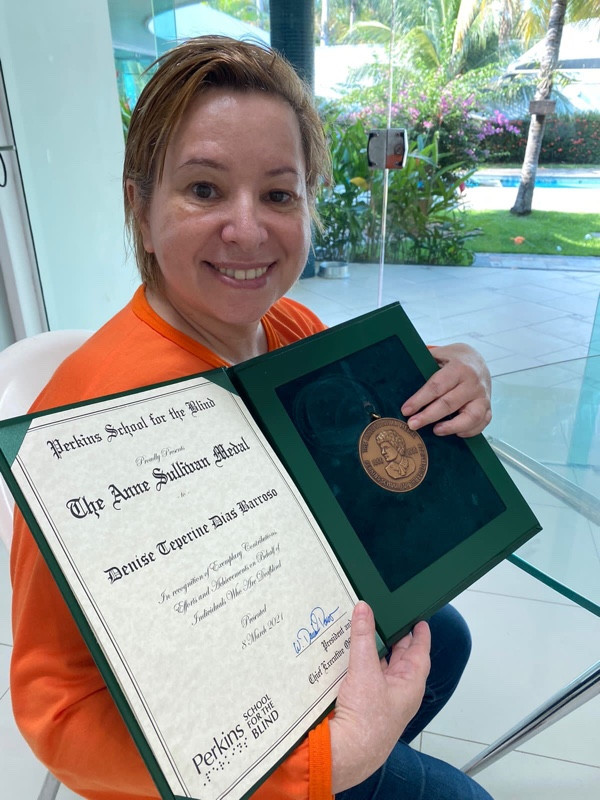 Perkins School for the Blind
Proudly Presents
The Anne Sullivan Medal
to
Denise Teperine Dias Barroso
In recognition of Exemplary Contributions,
Efforts and Achievements on Behalf of
Individuals Who Are Deafblind
Presented
8 March 2021
President and
Chief Executive
Perkins
SCHOOL
FOR THE
BLIND